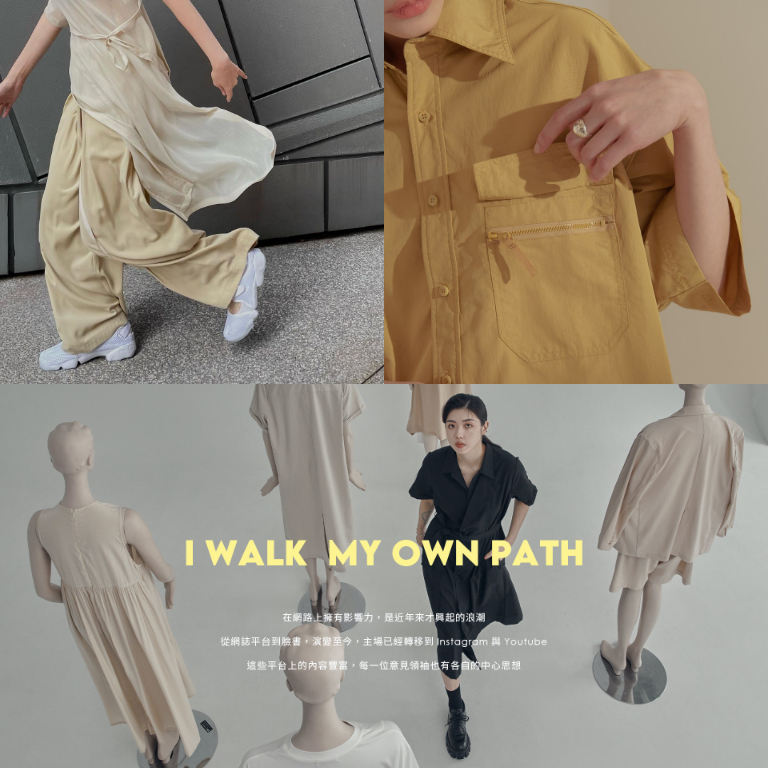 I WALK MY OWN PATH
在網路上擁有影響力，是近年來才興起的浪潮
從網誌平台到臉書，演變至今，主場已經轉移到 Instagram 與 Youtube
這些平台上的內容豐富，每一位意見領袖也有各自的中心思想